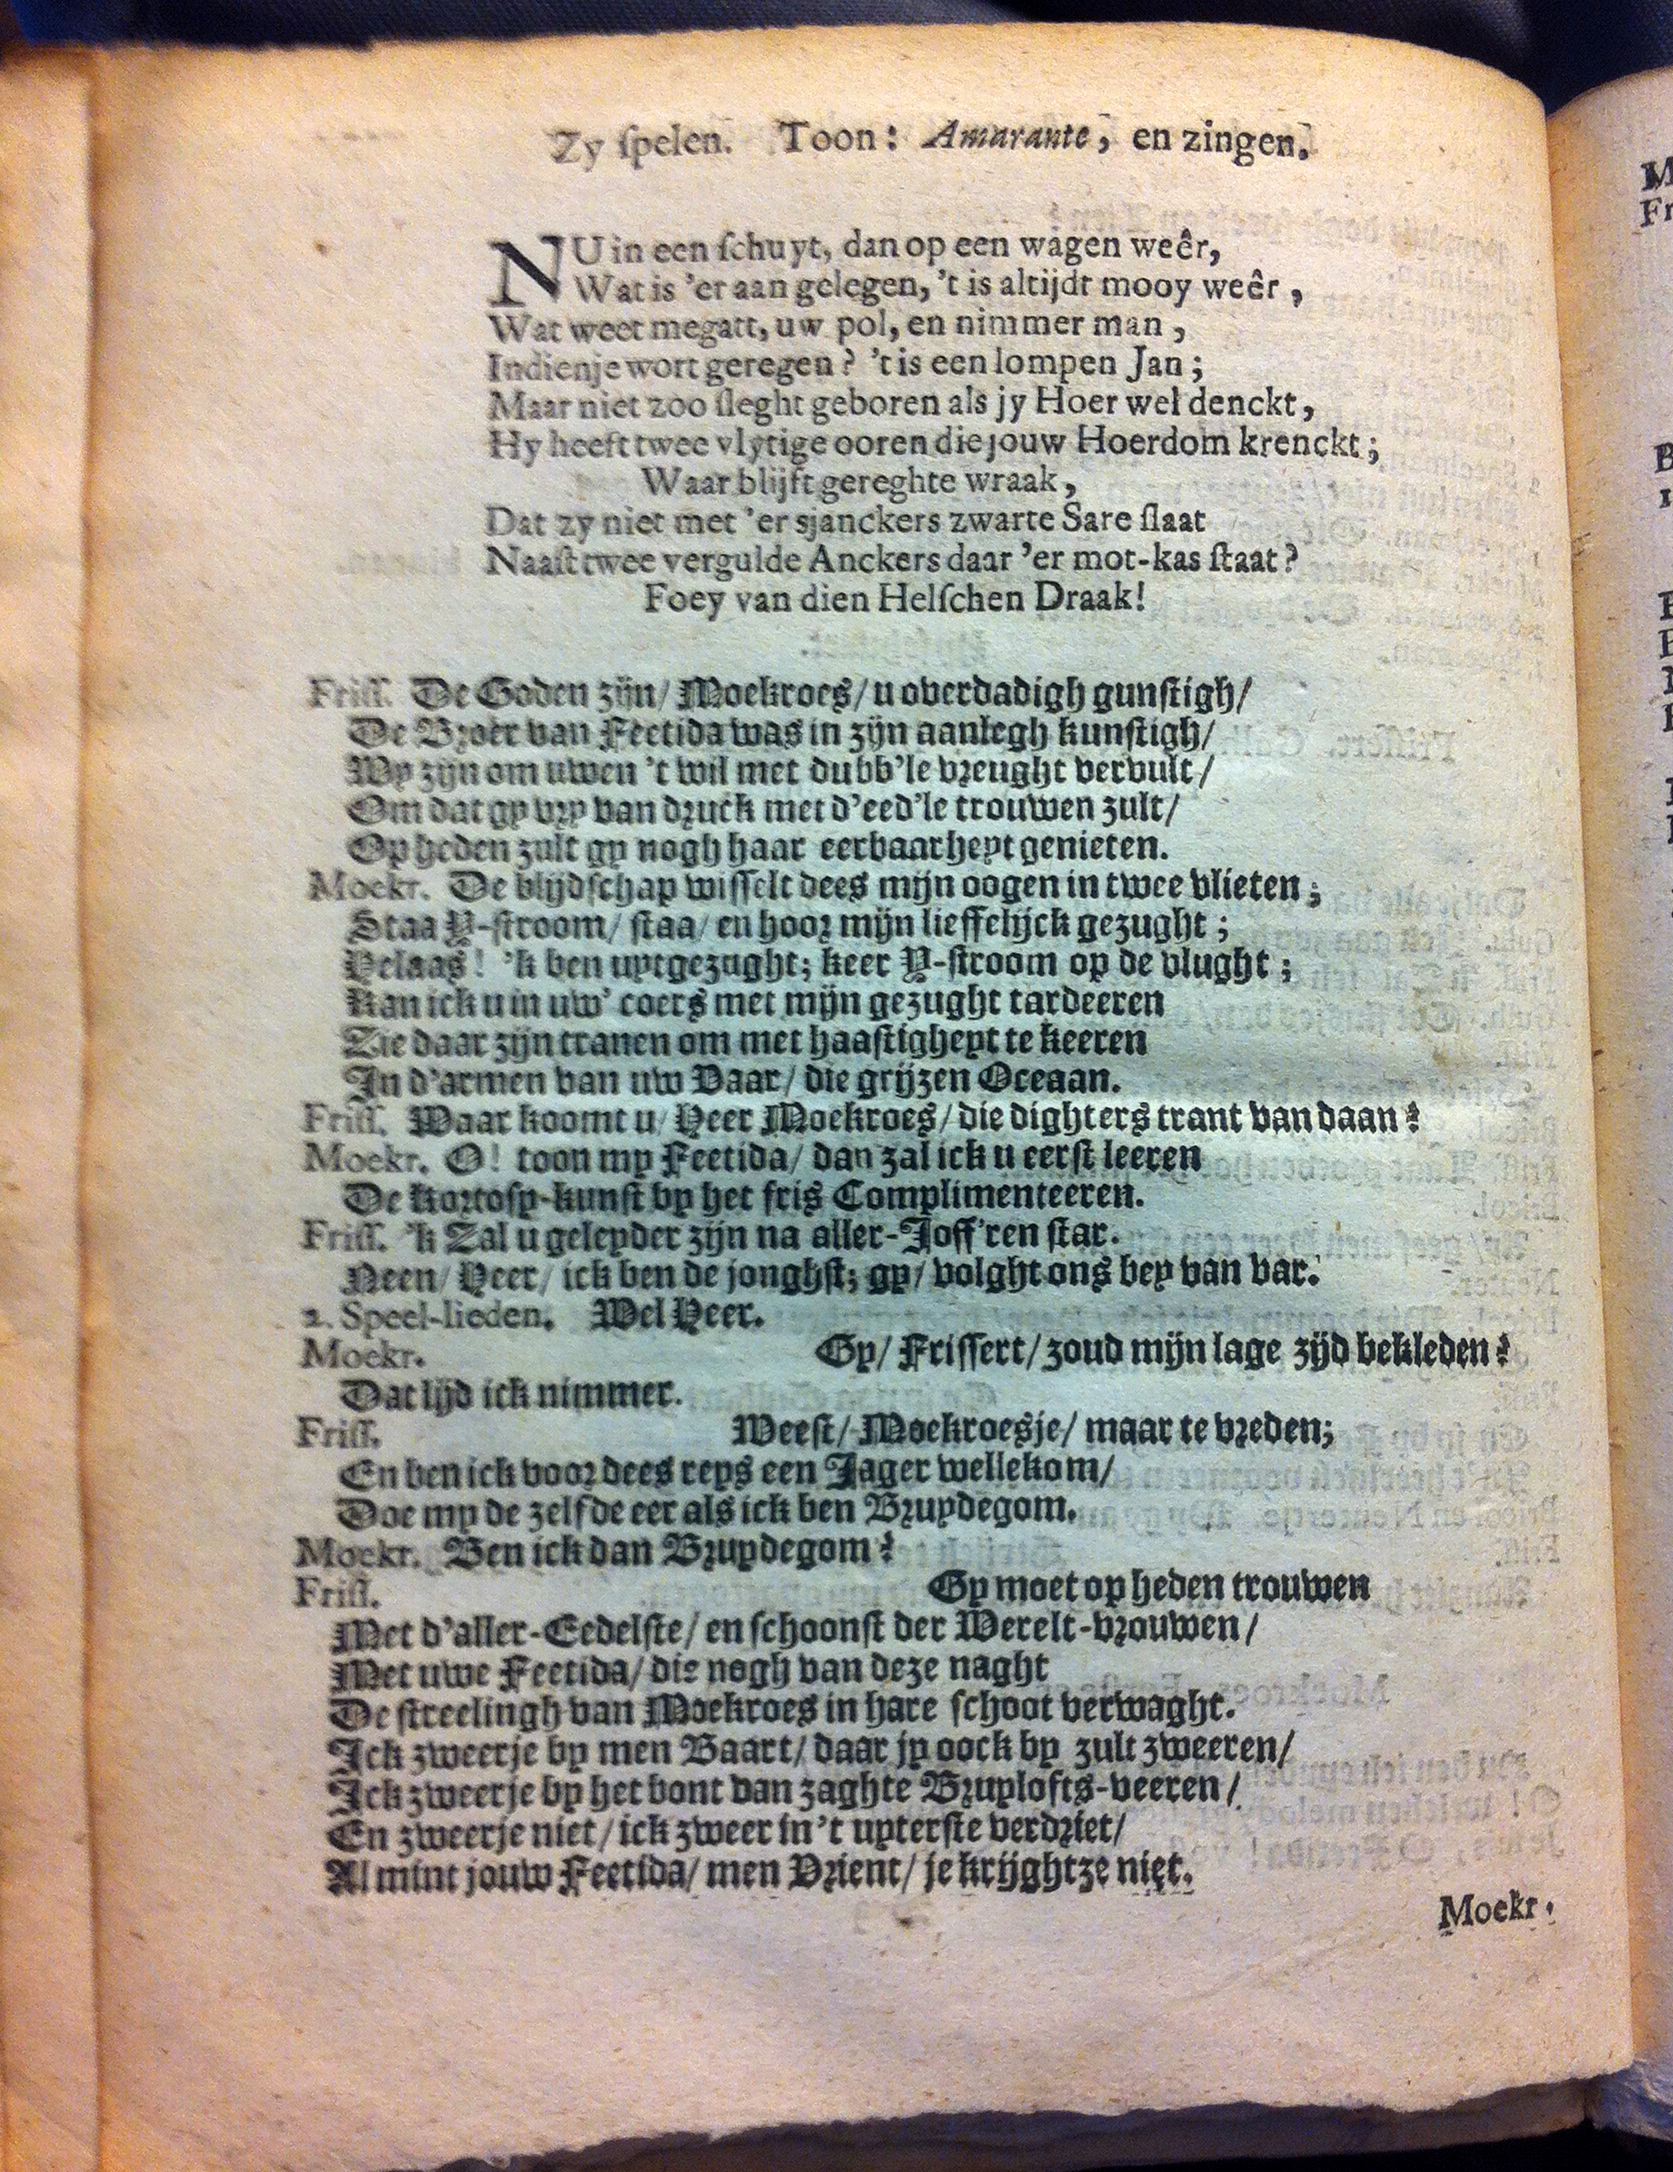 Zy ſpelen. Toon: Amarante, en zingen.
NU in een ſchuyt, dan op een wagen weêr,
Wat is 'er aan gelegen, 't is altijdt mooy weêr,
Wat weet megatt, uw pol, en nimmer man,
Indienje wort geregen? 't is een lompen Jan;
Maar niet zoo ſleght geboren als jy Hoer wel denckt,
Hy heeft twee vlytige ooren die jouw Hoerdom krenckt;
Waar blijft gereghte wraak,
Dat zy niet met 'er sjanckers zwarte Sare ſlaat
Naaſt twee vergulde Anckers daar 'er mot-kas ſtaat?
Foey van dien Helſchen Draak!
Friſſ. De Goden zijn/ Moekroes/ u overdadigh gunſtigh/
De Broer van Feetida was in zijn aanlegh kunſtigh/
Wy zijn om uwen 't wil met dubb'le vreught vervult/
Om dat gy vry van druck met d'eed'le trouwen zult/
Op heden zult gy nogh haar eerbaarheyt genieten.
Moekr. De blijdſchap wiſſelt dees mijn oogen in twee vlieten;
Staa Y-ſtroom/ ſtaa/ en hoor mijn lieffelijck gezught;
Helaas! 'k ben uytgezught; keer Y-ſtroom op de vlught;
Kan ick u in uw' coers met mijn gezught tardeeren
Zie daar zijn tranen om met haaſtigheyt te keeren
In d'armen van uw Vaar/ die grijzen Oceaan.
Friſſ. Waar koomt u/ Heer Moekroes/ die dighters trant van daan?
Moekr. O! toon my Feetida/ dan zal ick u eerſt leeren
De kortosy-kunſt by het fris Complimenteeren.
Friſſ. 'k Zal u geleyder zijn na aller-Joff'ren ſtar.
Neen/ Heer/ ick ben de jonghſt; gy/ volght ons bey van var.
2. Speel-lieden. Wel Heer.
Moekr. Gy/ Friſſert/ zoud mijn lage zijd bekleden?
Dat lijd ick nimmer.
Friſſ. Weeſt/ Moekroesje/ maar te vreden;
En ben ick voor dees reys een Jager wellekom/
Doe my de zelfde eer als ick ben Bruydegom.
Moekr. Ben ick dan Bruydegom?
Friſſ. Gy moet op heden trouwen
Met d'aller-Eedelſte/ en ſchoonſt der Werelt-vrouwen/
Met uwe Feetida/ die nogh van deze naght
De ſtreelingh van Moekroes in hare ſchoot verwaght.
Ick zweerje by men Baart/ daar jy oock by zult zweeren/
Ick zweerje by het bont van zaghte Bruylofts-veeren/
En zweerje niet/ ick zweer in't uyterſte verdriet/
Al mint jouw Feetida/ men Vrient/ je krijghtze niet.
Moekr.